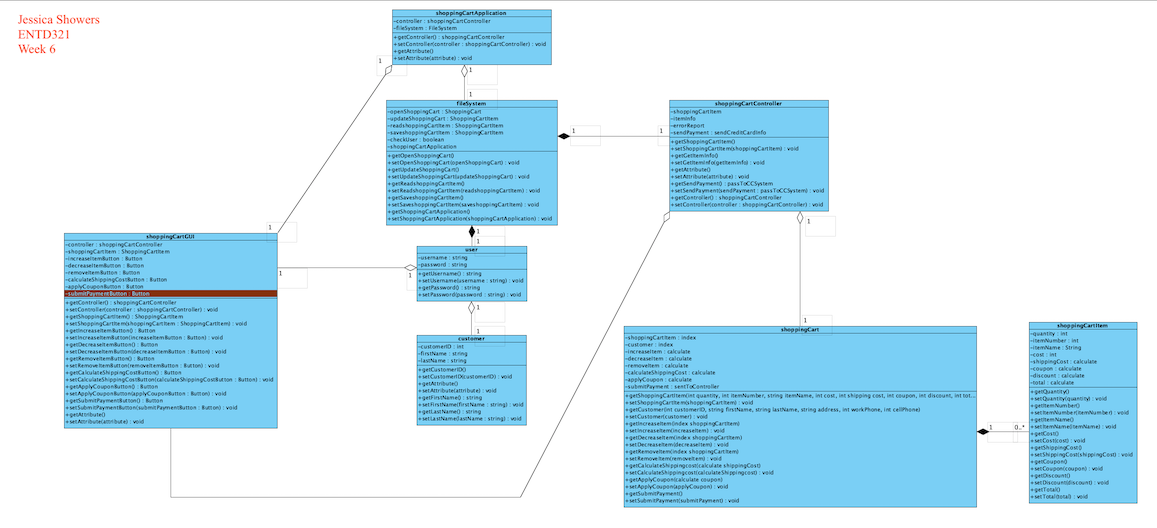 Jessica Showers
ENTD321
Week 6
shoppingCartApplication
-controller : shoppingCartController
-fileSystem : FileSystem
+getController() : shoppingCartController
+setController(controller : shoppingCartController) : void
+getAttribute()
+setAttribute(attribute) : void
1
1
1
fileSystem
-openShoppingCart : ShoppingCart
-updateShoppingCart : ShoppingCartItem
-readshoppingCartItem : ShoppingCartItem
-saveshoppingCartItem : ShoppingCartItem
-checkUser : boolean
-shoppingCartApplication
+getOpenShoppingCart()
+setOpenShoppingCart(openShoppingCart) : void
+getUpdateShoppingCart()
+setUpdateShoppingCart(updateShoppingCart) : void
+getReadshoppingCartItem()
+setReadshoppingCartItem(readshoppingCartItem) : void
+getSaveshoppingCartItem()
+setSaveshoppingCartItem(saveshoppingCartItem) : void
+getShoppingCartApplication()
+setShoppingCartApplication(shoppingCartApplication) : void
1
1
shoppingCartController
-shoppingCartItem
-itemInfo
-errorReport
-sendPayment : sendCreditCardInfo
+getShoppingCartItem()
+setShoppingCartItem(shoppingCartItem) : void
+getGetItemInfo()
+setGetItemInfo(getItemInfo) : void
+getAttribute()
+setAttribute(attribute) : void
+getSendPayment() : passToCCSystem
+setSendPayment(sendPayment : passToCCSystem) : void
+getController() : shoppingCartController
+setController(controller : shoppingCartController) : void
1
1
1
1
shoppingCartGUI
-controller : shoppingCartController
-shoppingCartItem : ShoppingCartItem
-increaseItemButton : Button
-decreaseItemButton : Button
-removeItemButton : Button
-calculateShippingCostButton : Button
-applyCouponButton : Button
-submitPaymentButton : Button
+getController() : shoppingCartController
+setController(controller : shoppingCartController) : void
+getShoppingCartItem() : ShoppingCartItem
+setShoppingCartItem(shoppingCartItem : ShoppingCartItem) : void
+getIncreaseItemButton() : Button
+setIncreaseItemButton(increaseItemButton : Button) : void
+getDecreaseItemButton() : Button
+setDecreaseItemButton(decreaseItemButton : Button) : void
+getRemoveItemButton() : Button
+setRemoveItemButton(removeItemButton : Button) : void
+getCalculateShippingCostButton() : Button
+setCalculateShippingCostButton(calculateShippingCostButton : Button) : void
+getApplyCouponButton() : Button
+setApplyCouponButton(applyCouponButton : Button) : void
+getSubmitPaymentButton() : Button
+setSubmitPaymentButton(submitPaymentButton : Button) : void
+getAttribute()
+setAttribute(attribute) : void
1
1
user
-username : string
-password : string
+getUsername() : string
+setUsername(username : string) : void
+getPassword() : string
+setPassword(password : string) : void
1
1
customer
-customerID : int
-firstName : string
-lastName : string
+getCustomerID()
+setCustomerID(customerID) : void
+getAttribute()
+setAttribute(attribute) : void
+getFirstName() : string
+setFirstName(firstName : string) : void
+getLastName() : string
+setLastName(lastName : string) : void
1
shoppingCart
-shoppingCartItem : index
-customer : index
-increaseItem : calculate
-decreaseItem : calculate
-removeItem : calculate
-calculateShippingCost : calculate
-applyCoupon : calculate
-submitPayment : sentToController
+getShoppingCartItem(int quantity, int itemNumber, string itemName, int cost, int shipping cost, int coupon, int discount, int tot...
+setShoppingCartItem(shoppingCartItem) : void
+getCustomer(int customerID, string firstName, string lastName, string address, int workPhone, int cellPhone)
+setCustomer(customer) : void
+getIncreaseItem(index shoppingCartItem)
+setIncreaseItem(increaseItem) : void
+getDecreaseItem(index shoppingCartItem)
+setDecreaseItem(decreaseItem) : void
+getRemoveItem(index shoppingCartItem)
+setRemoveItem(removeItem) : void
+getCalculateShippingcost(calculate shippingCost)
+setCalculateShippingcost(calculateShippingcost) : void
+getApplyCoupon(calculate coupon)
+setApplyCoupon(applyCoupon) : void
+getSubmitPayment()
+setSubmitPayment(submitPayment) : void
1
0..*
shoppingCartItem
-quantity : int
-itemNumber : int
-itemName : String
-cost : int
-shippingCost : calculate
-coupon : calculate
-discount : calculate
-total : calculate
+getQuantity()
+setQuantity(quantity) : void
+getItemNumber()
+setItemNumber(itemNumber) : void
+getItemName()
+setItemName(itemName) : void
+getCost()
+setCost(cost) : void
+getShippingCost()
+setShippingCost(shippingCost) : void
+getCoupon()
+setCoupon(coupon) : void
+getDiscount()
+setDiscount(discount) : void
+getTotal()
+setTotal(total) : void